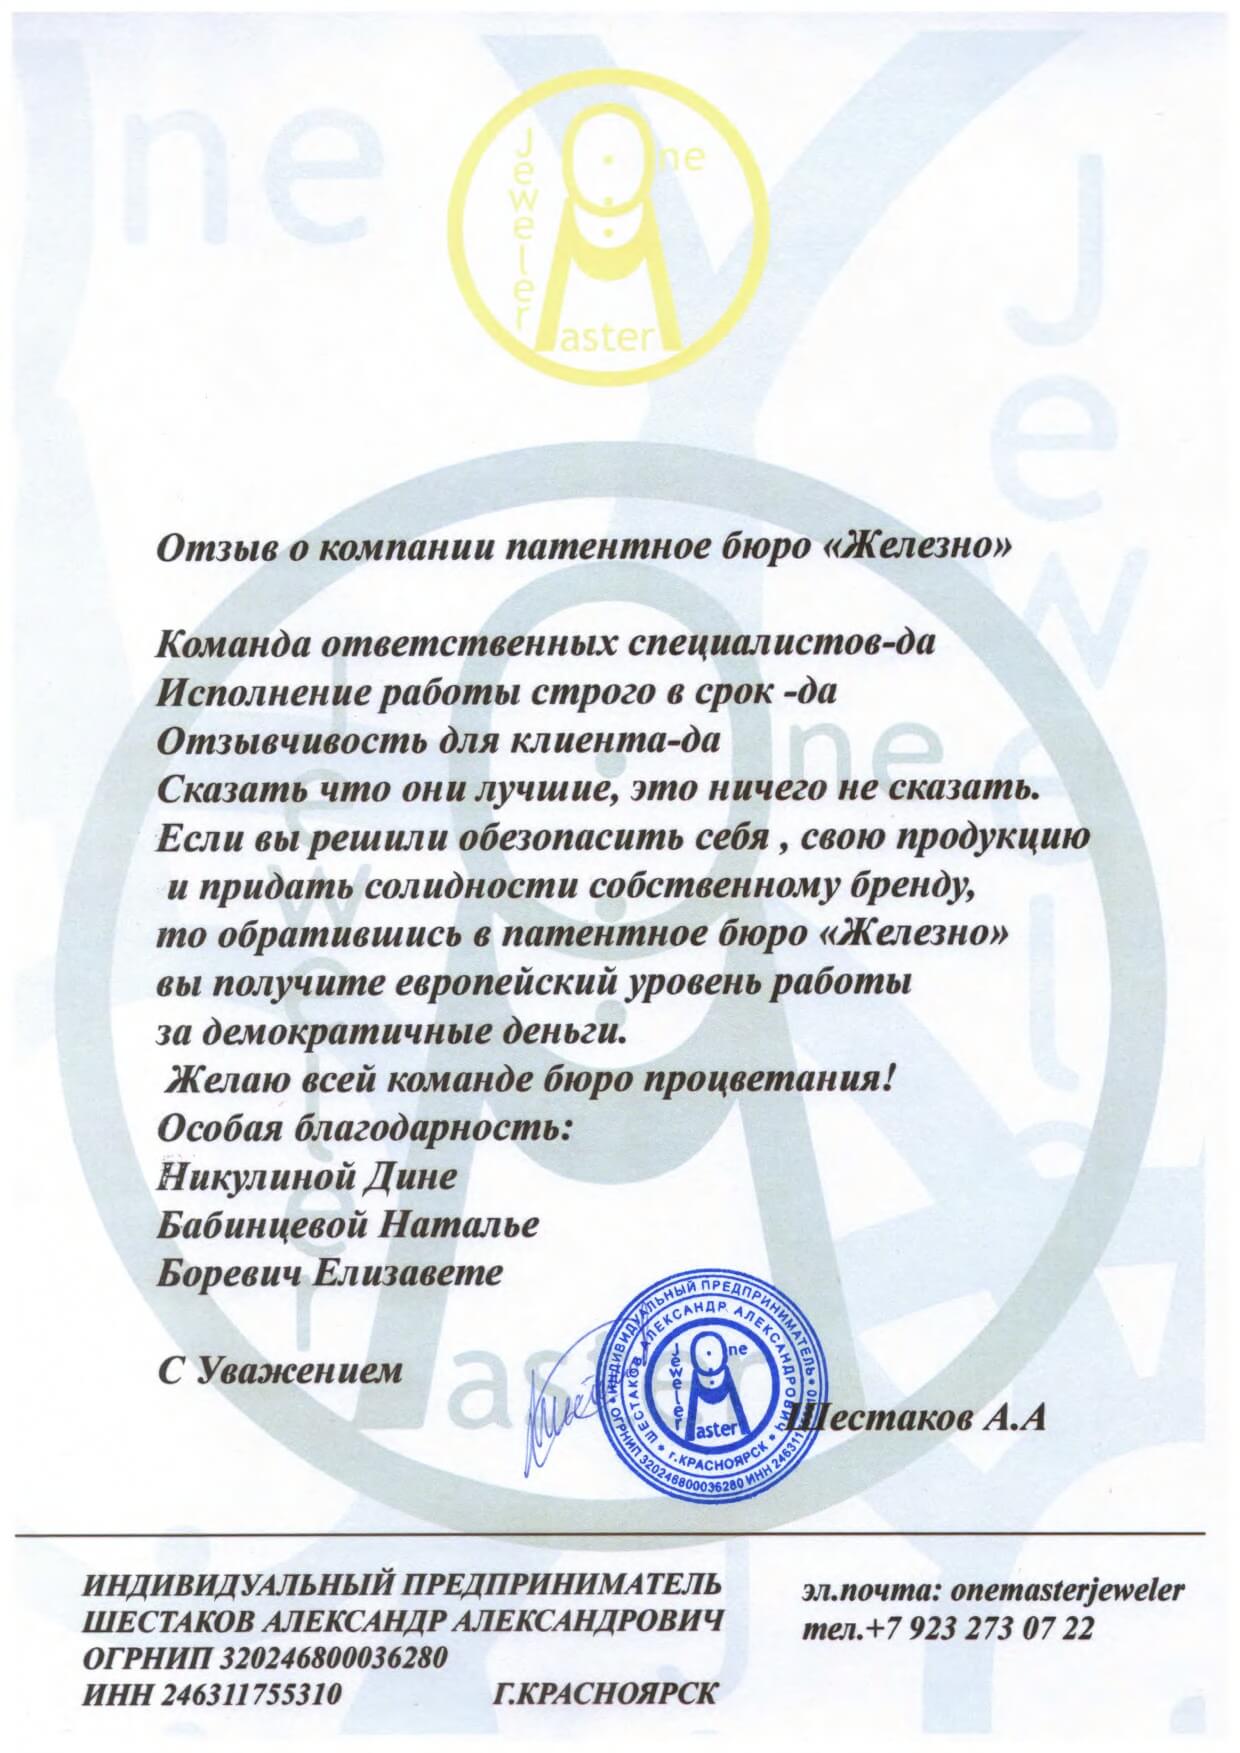 Jeweler
One
Master
Отзыв о компании патентное бюро «Железно»
Команда ответственных специалистов-да
Исполнение работы строго в срок -да
Отзывчивость для клиента-да
Сказать что они лучшие, это ничего не сказать.
Если вы решили обезопасить себя , свою продукцию
и придать солидности собственному бренду,
то обратившись в патентное бюро «Железно»
вы получите европейский уровень работы
за демократичные деньги.
Желаю всей команде бюро процветания!
Особая благодарность:
Никулиной Дине
Бабинцевой Наталье
Боревич Елизавете
С Уважением
ИНДИВИДУАЛЬНЫЙ ПРЕДПРИНИМАТЕЛЬ
ШЕСТАКОВ АЛЕКСАНДР АЛЕКСАНДРОВИЧ
ОГРНИП 320246800036280 ИНН 246311755310
г.КРАСНОЯРСК
Jeweler
One
Master
Шестаков А.А
ИНДИВИДУАЛЬНЫЙ ПРЕДПРИНИМАТЕЛЬ
ШЕСТАКОВ АЛЕКСАНДР АЛЕКСАНДРОВИЧ
ОГРНИП 320246800036280
ИНН 246311755310 Г.КРАСНОЯРСК
эл.почта: onemasterjeweler
тел.+7 923 273 07 22